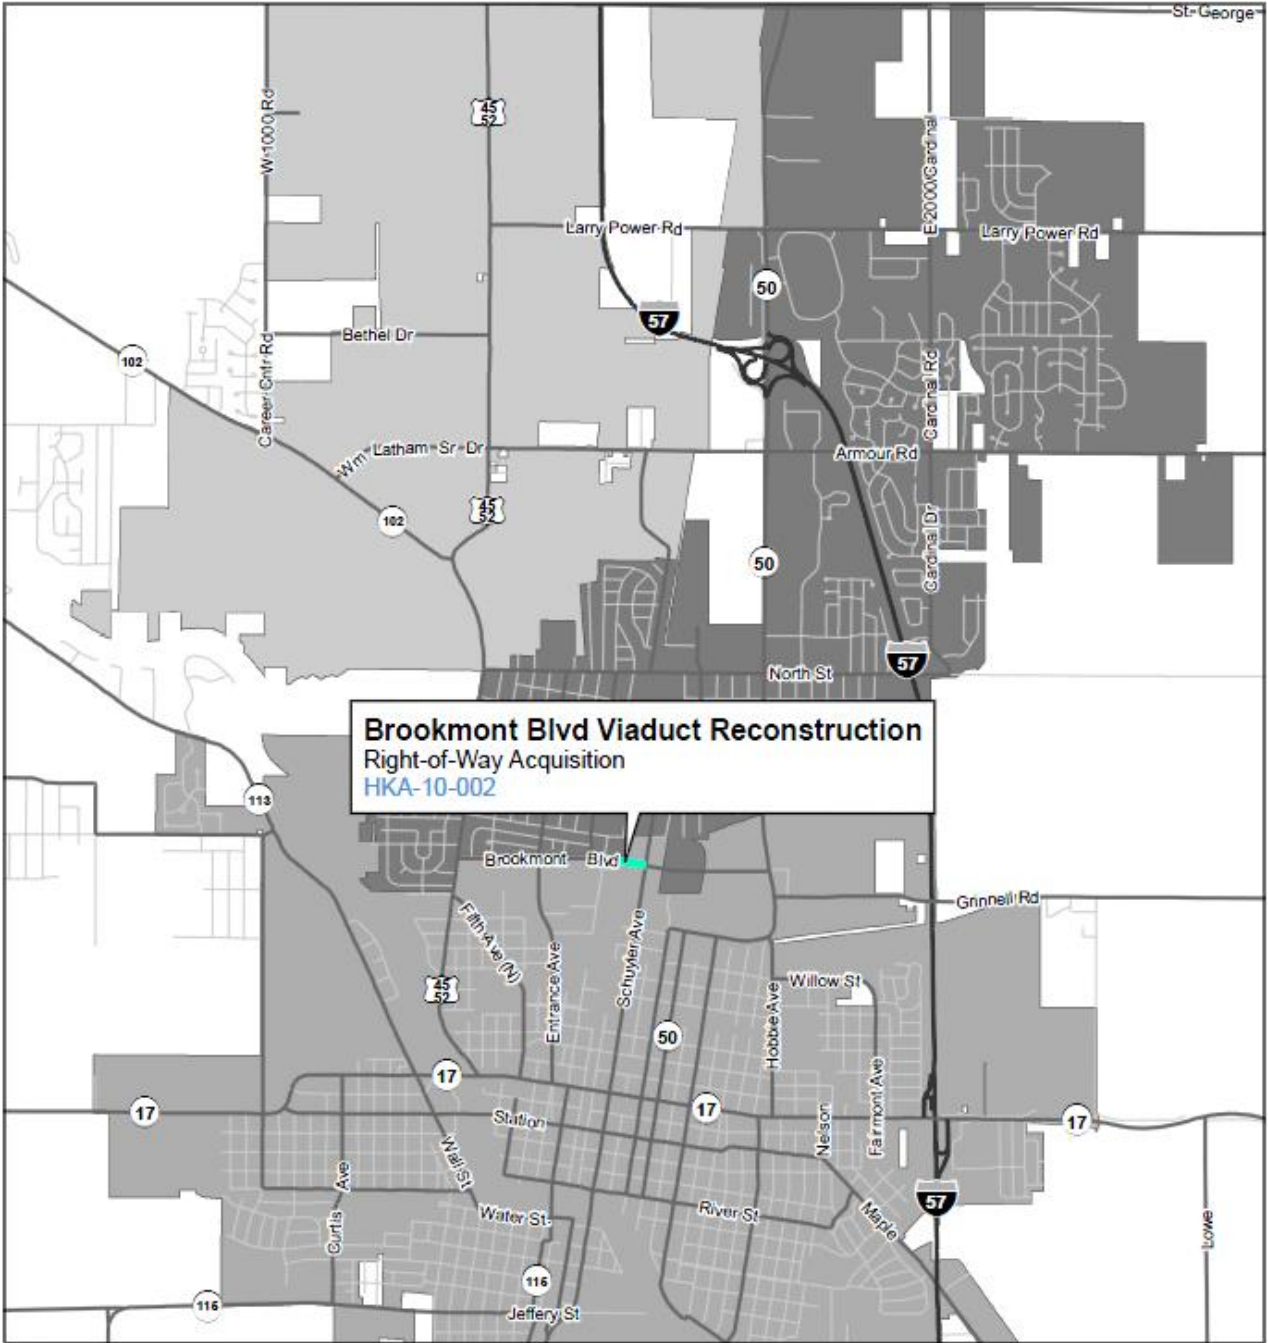 St. George
W 1000 Rd
45
52
E 2000/Cardinal
Larry Power Rd
Larry Power Rd
50
57
Bethel Dr
102
Career Cntr Rd
Cardinal Rd
Wm Latham Sr Dr
Armour Rd
45
52
102
50
Cardinal Dr
57
North St
Brookmont Blvd Viaduct Reconstruction
Right-of-Way Acquisition
HKA-10-002
113
Brookmont Blvd
Grinnell Rd
Fifth Ave (N)
Schuyler Ave
45
52
Entrance Ave
Willow St
Hobbie Ave
50
17
17
17
17
Station
Nelson
Fairmont Ave
Wall St
Curtis Ave
57
River St
Maple
Water St
Lowe
115
115
Jeffery St